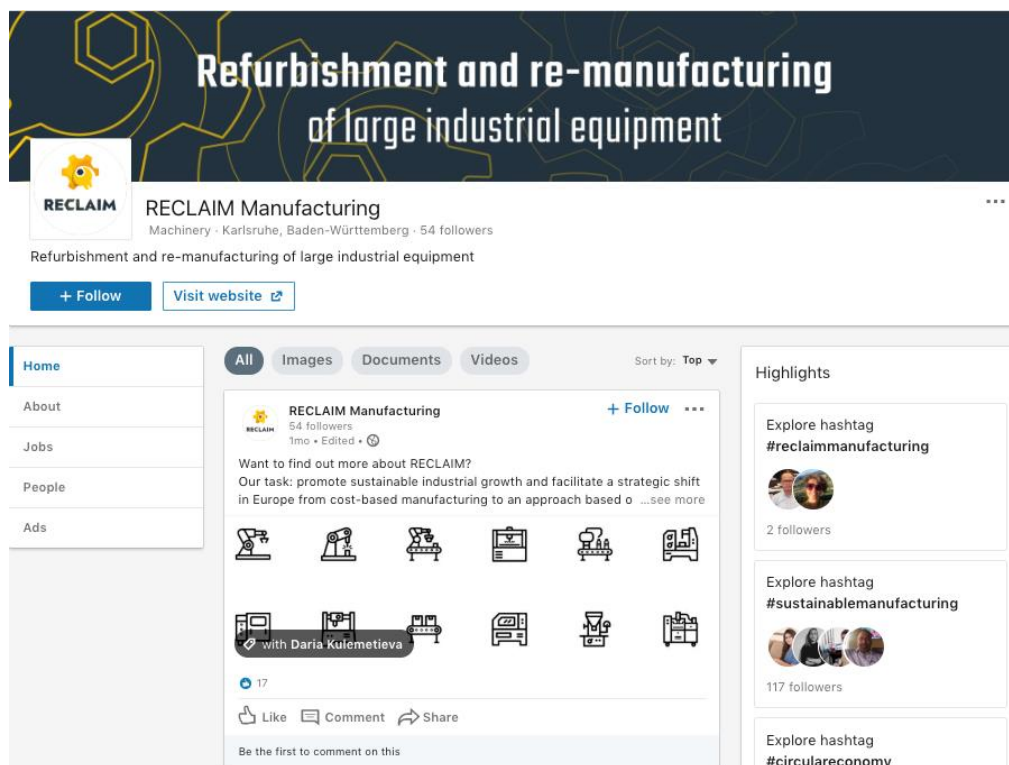 Refurbishment and re-manufacturing
of large industrial equipment
RECLAIM
RECLAIM Manufacturing
Machinery · Karlsruhe, Baden-Württemberg · 54 followers
Refurbishment and re-manufacturing of large industrial equipment
+ Follow
Visit website
Home
About
Jobs
People
Ads
All Images Documents Videos
Sort by: Top
RECLAIM
RECLAIM Manufacturing
54 followers
1mo • Edited •
+ Follow
Want to find out more about RECLAIM?
Our task: promote sustainable industrial growth and facilitate a strategic shift
in Europe from cost-based manufacturing to an approach based o ...see more
with Daria Kulemetieva
17
Like Comment Share
Be the first to comment on this
Highlights
Explore hashtag
#reclaimmanufacturing
2 followers
Explore hashtag
#sustainablemanufacturing
117 followers
Explore hashtag
#circulareconomy